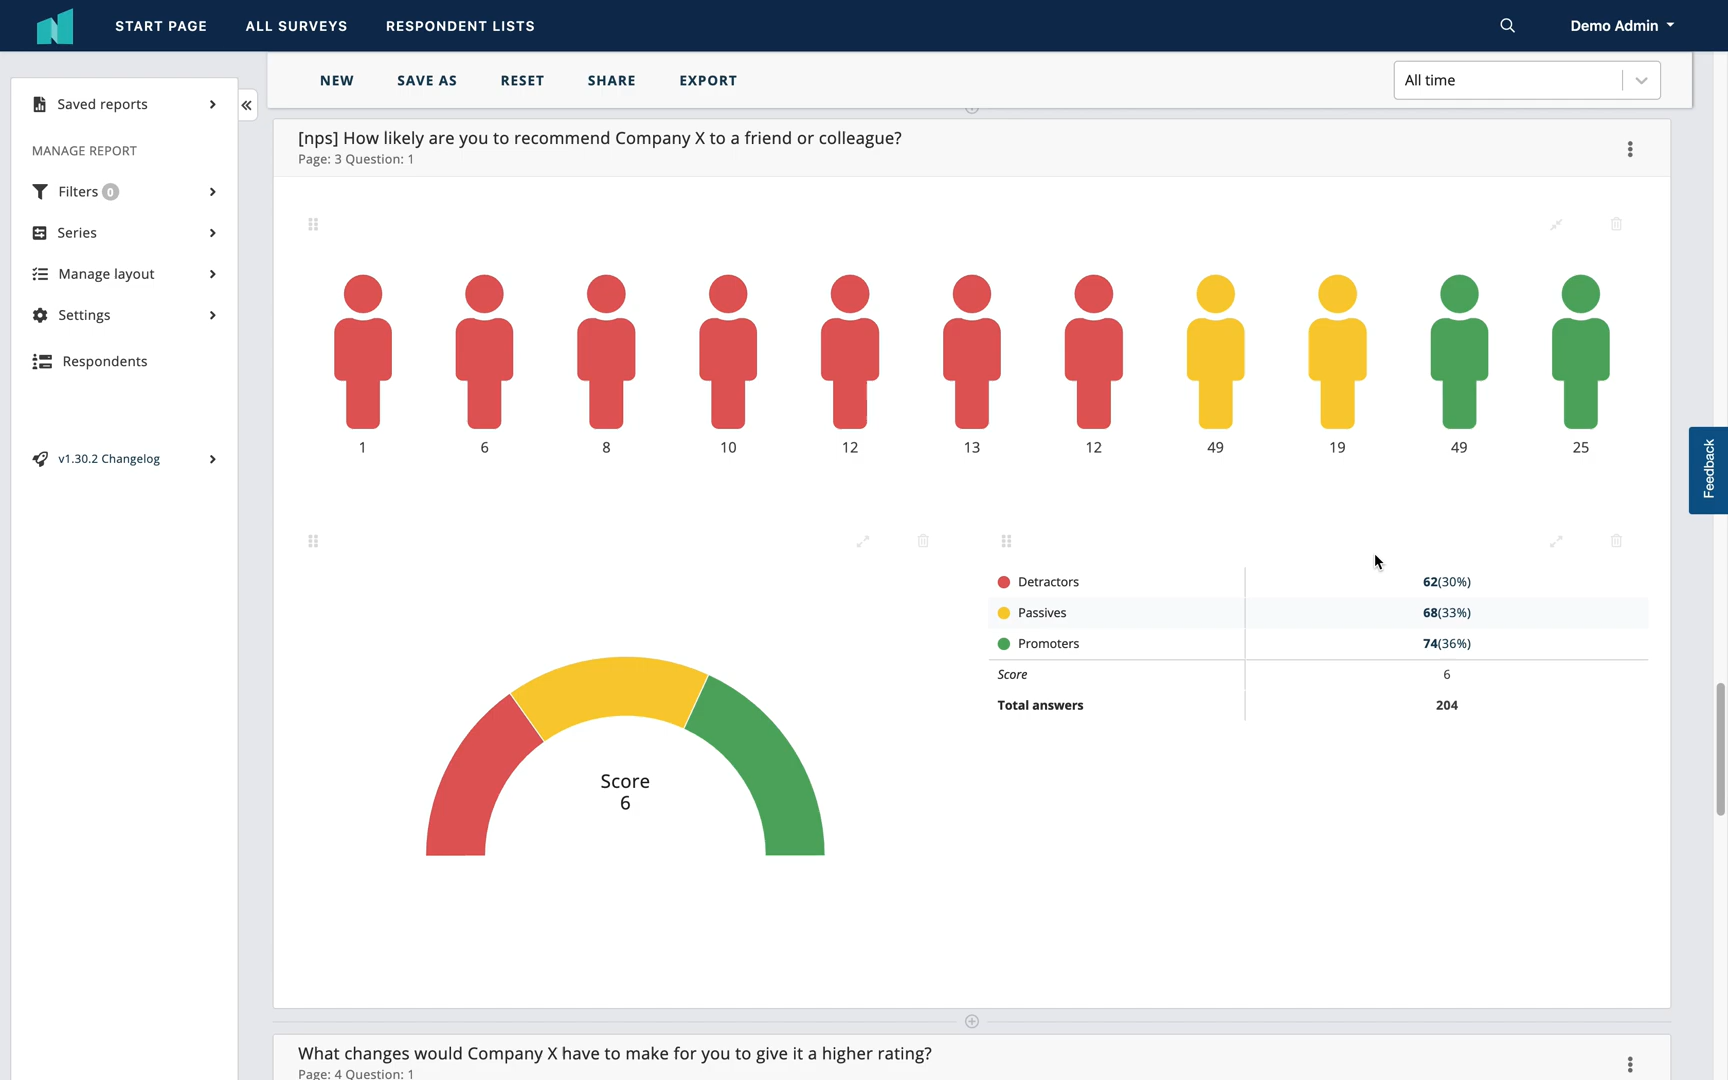 START PAGE
ALL SURVEYS
RESPONDENT LISTS
Demo Admin
Saved reports
MANAGE REPORT
Filters 0
Series
Manage layout
Settings
Respondents
v1.30.2 Changelog
NEW
SAVE AS
RESET
SHARE
EXPORT
All time
[nps] How likely are you to recommend Company X to a friend or colleague?
Page: 3 Question: 1
1 6 8 10 12 13 12 49 19 49 25
Score
6
Detractors 62(30%)
Passives 68(33%)
Promoters 74(36%)
Score 6
Total answers 204
Feedback
What changes would Company X have to make for you to give it a higher rating?
Page: 4 Question: 1